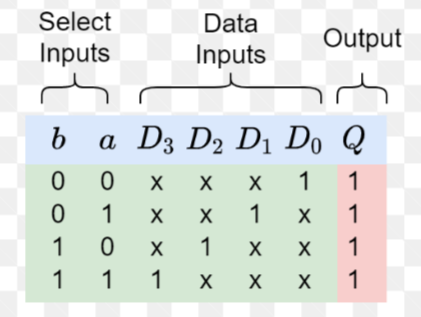 Select Inputs
Data Inputs
Output
b a D₃ D₂ D₁ D₀ Q
0 0 x x x 1 1
0 1 x x 1 x 1
1 0 x 1 x x 1
1 1 1 x x x 1